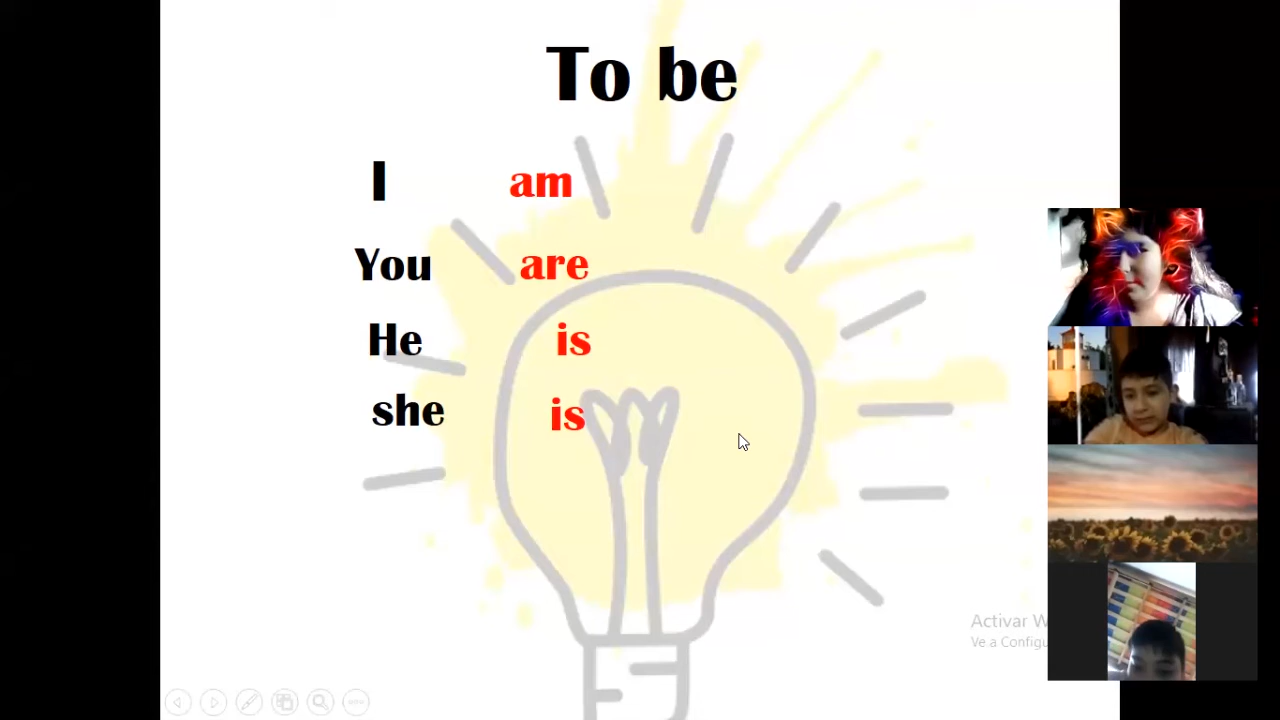 To be
I am
You are
He is
she is
Activar W
Ve a Configu